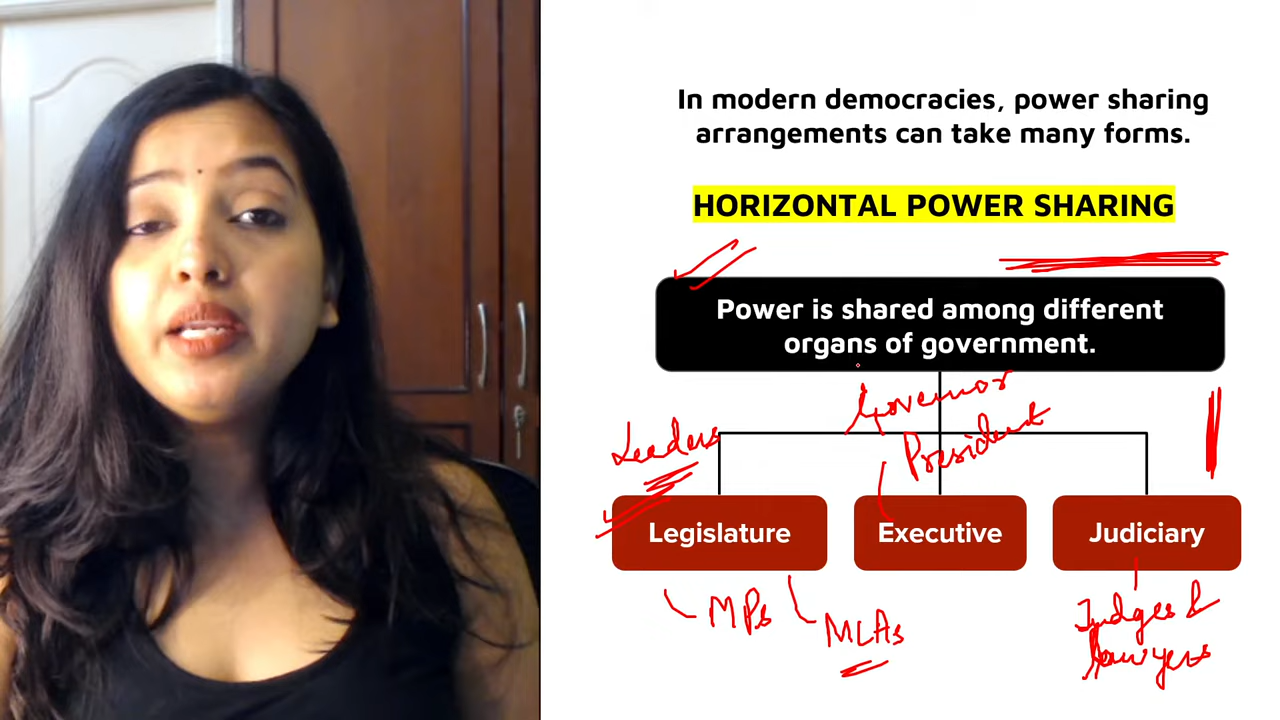 In modern democracies, power sharing
arrangements can take many forms.
HORIZONTAL POWER SHARING
Power is shared among different
organs of government.
Governor
Leaders
President
Legislature
Executive
Judiciary
MPs
MLAs
Judges &
lawyers